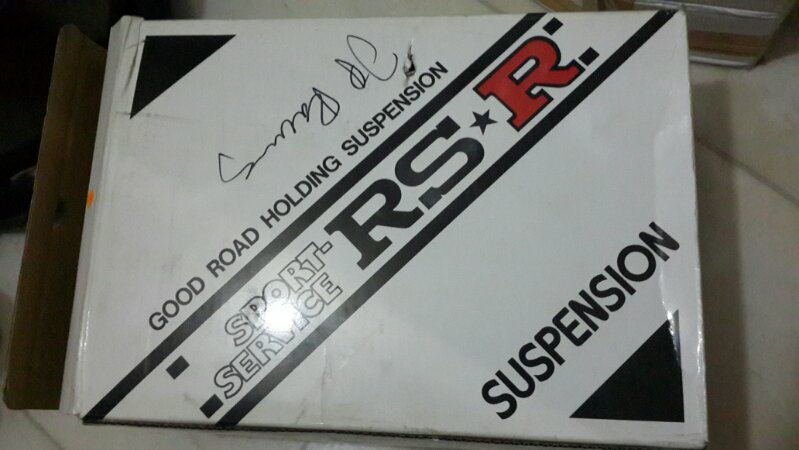 GOOD ROAD HOLDING SUSPENSION
SPORT-
SERVICE
RS★R
SUSPENSION